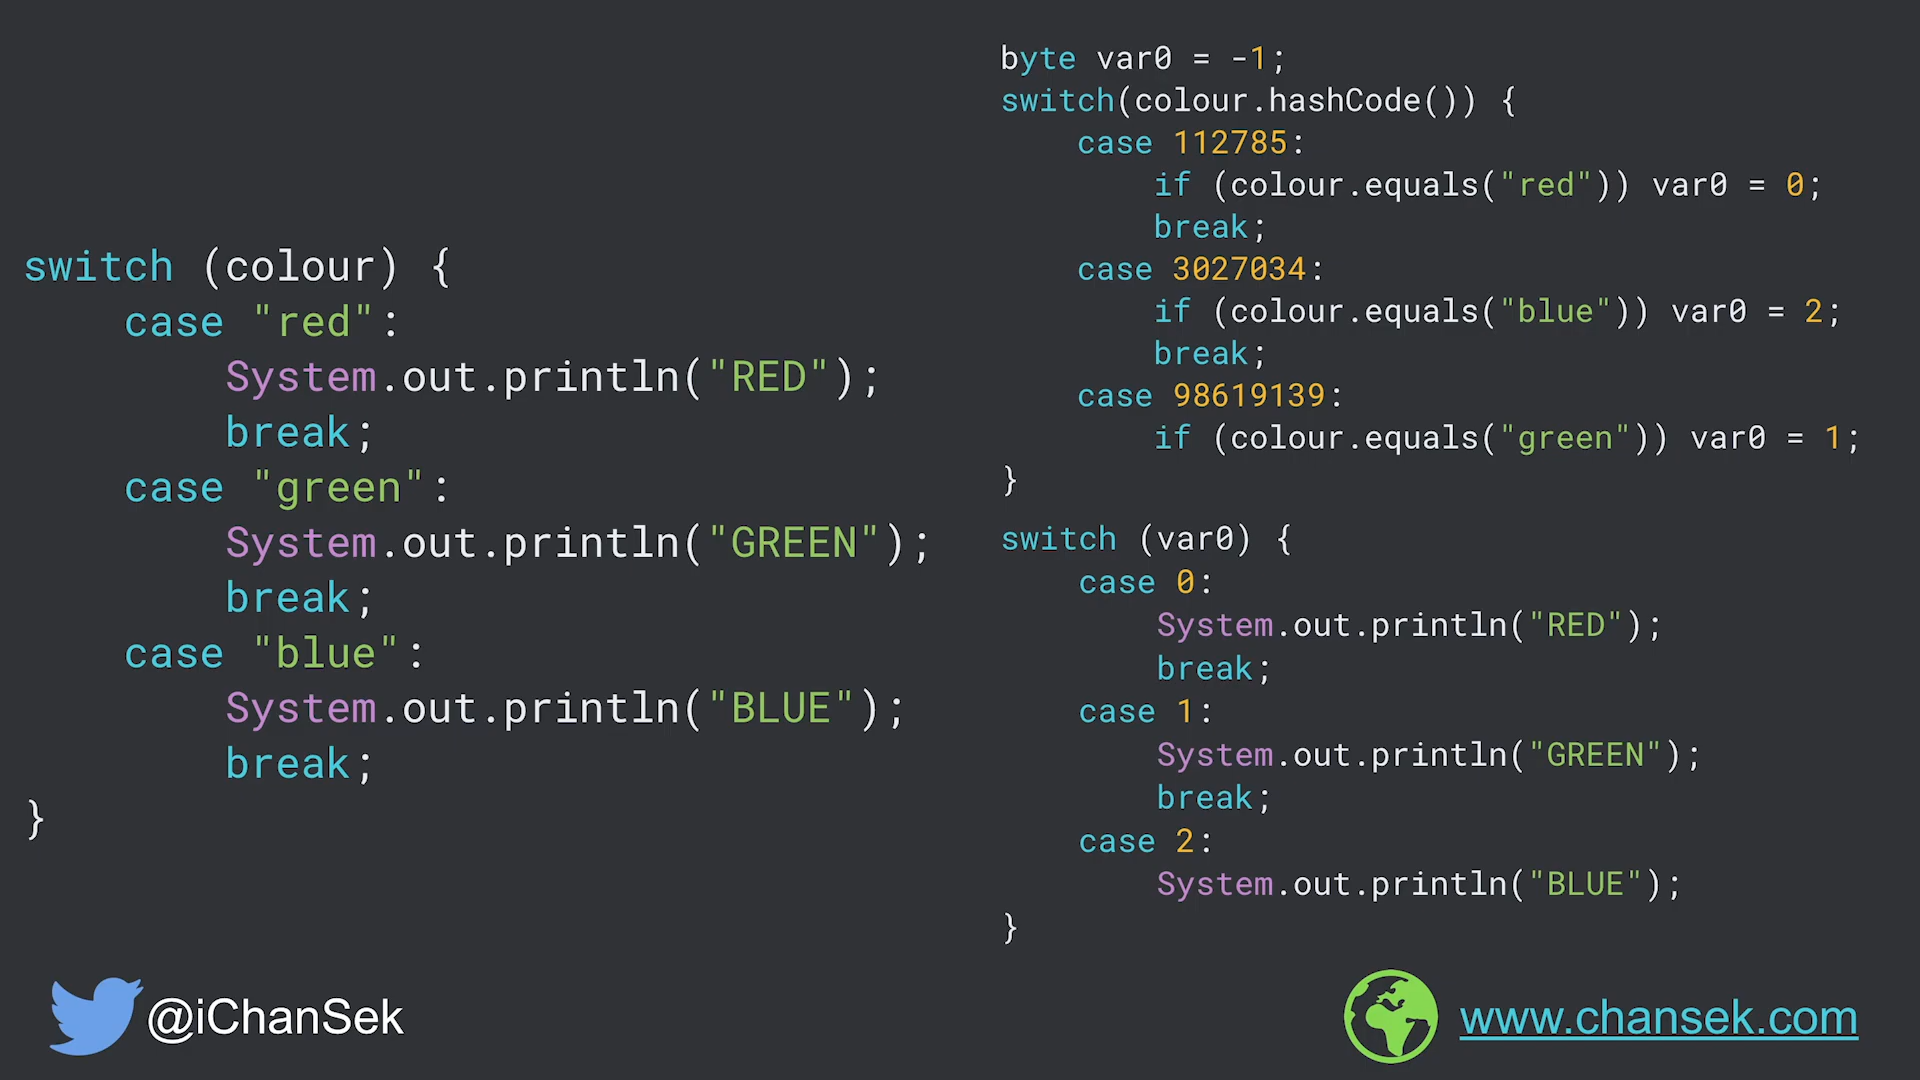 switch (colour) {
    case "red":
        System.out.println("RED");
        break;
    case "green":
        System.out.println("GREEN");
        break;
    case "blue":
        System.out.println("BLUE");
        break;
}
byte var0 = -1;
switch(colour.hashCode()) {
    case 112785:
        if (colour.equals("red")) var0 = 0;
        break;
    case 3027034:
        if (colour.equals("blue")) var0 = 2;
        break;
    case 98619139:
        if (colour.equals("green")) var0 = 1;
}
switch (var0) {
    case 0:
        System.out.println("RED");
        break;
    case 1:
        System.out.println("GREEN");
        break;
    case 2:
        System.out.println("BLUE");
}
@iChanSek
www.chansek.com